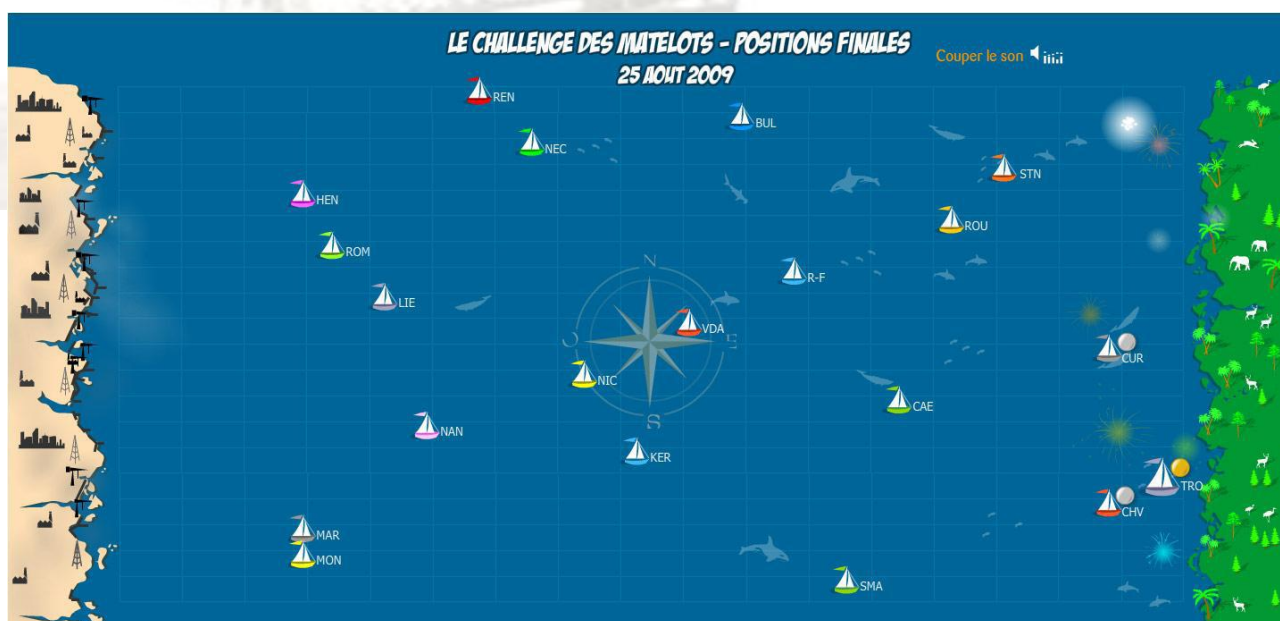 LE CHALLENGE DES MATELOTS - POSITIONS FINALES
25 AOUT 2009
Couper le son
REN
BUL
NEC
STN
HEN
ROU
ROM
R-F
LIE
N
VDA
O
E
CUR
NIC
CAE
S
NAN
KER
TRO
CHV
MAR
MON
SMA